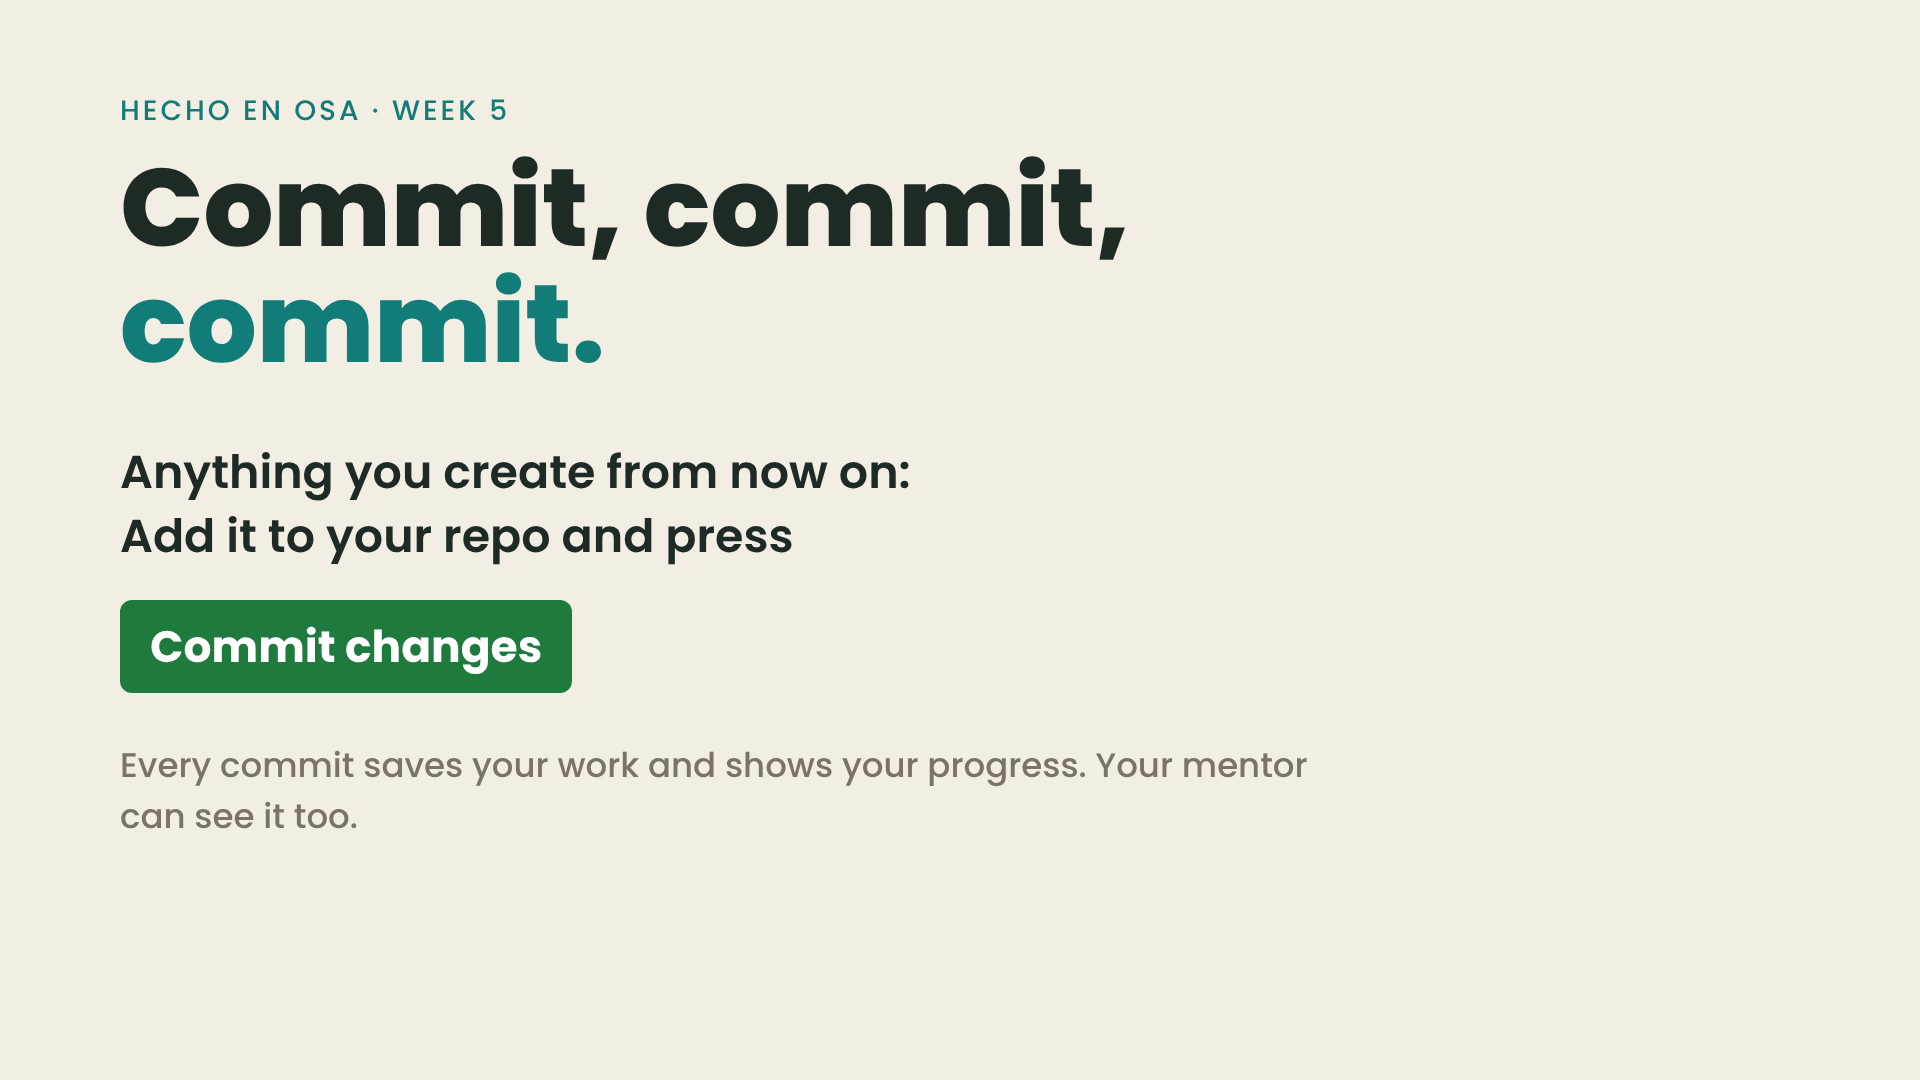 HECHO EN OSA · WEEK 5
Commit, commit,
commit.
Anything you create from now on:
Add it to your repo and press
Commit changes
Every commit saves your work and shows your progress. Your mentor
can see it too.